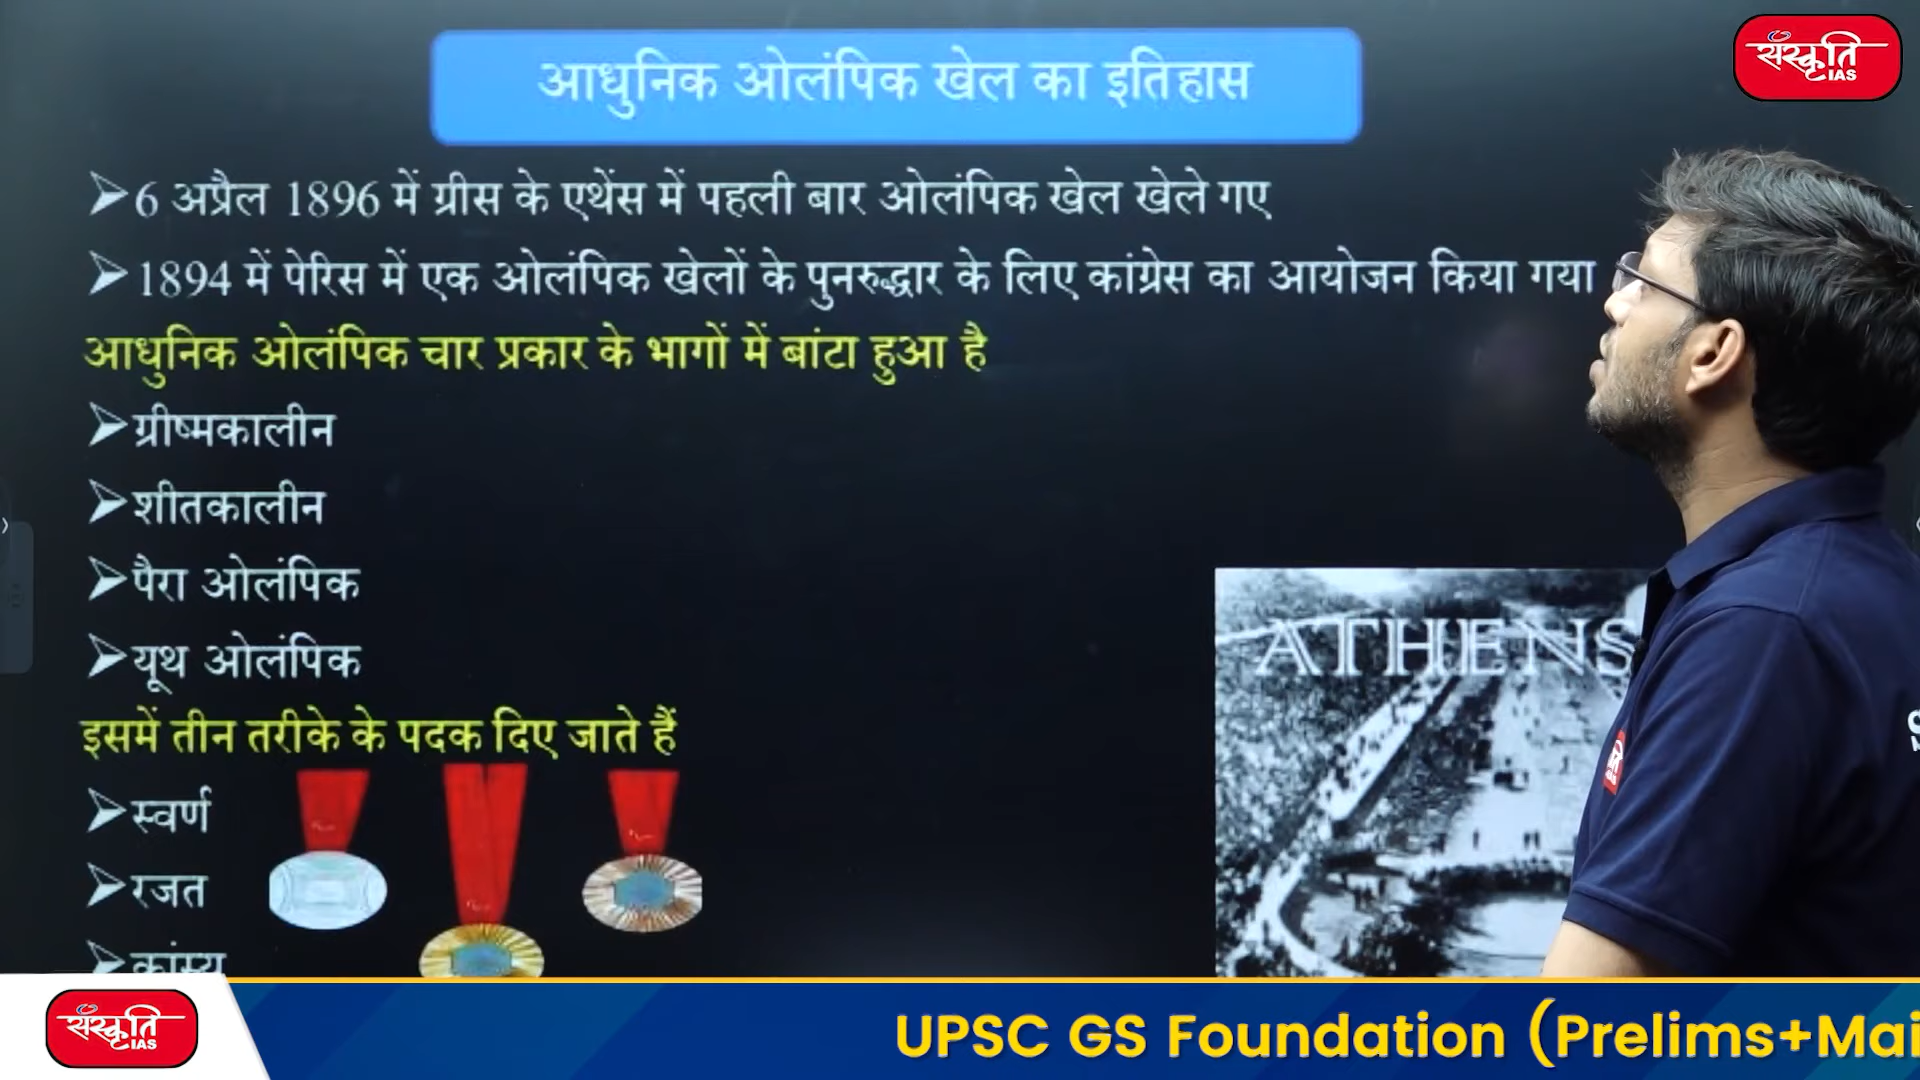 आधुनिक ओलंपिक खेल का इतिहास
संस्कृति
IAS
➤6 अप्रैल 1896 में ग्रीस के एथेंस में पहली बार ओलंपिक खेल खेले गए
➤1894 में पेरिस में एक ओलंपिक खेलों के पुनरुद्धार के लिए कांग्रेस का आयोजन किया गया
आधुनिक ओलंपिक चार प्रकार के भागों में बांटा हुआ है
➤ग्रीष्मकालीन
➤शीतकालीन
➤पैरा ओलंपिक
➤यूथ ओलंपिक
ATHENS
इसमें तीन तरीके के पदक दिए जाते हैं
➤स्वर्ण
➤रजत
➤कांस्य
संस्कृति
IAS
UPSC GS Foundation (Prelims+Mai